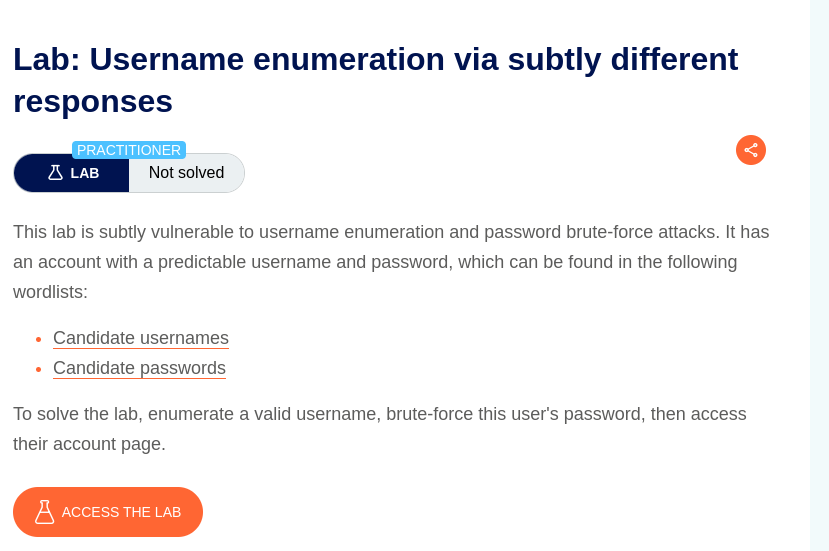 Lab: Username enumeration via subtly different
responses
PRACTITIONER
LAB
Not solved
This lab is subtly vulnerable to username enumeration and password brute-force attacks. It has
an account with a predictable username and password, which can be found in the following
wordlists:
Candidate usernames
Candidate passwords
To solve the lab, enumerate a valid username, brute-force this user's password, then access
their account page.
ACCESS THE LAB